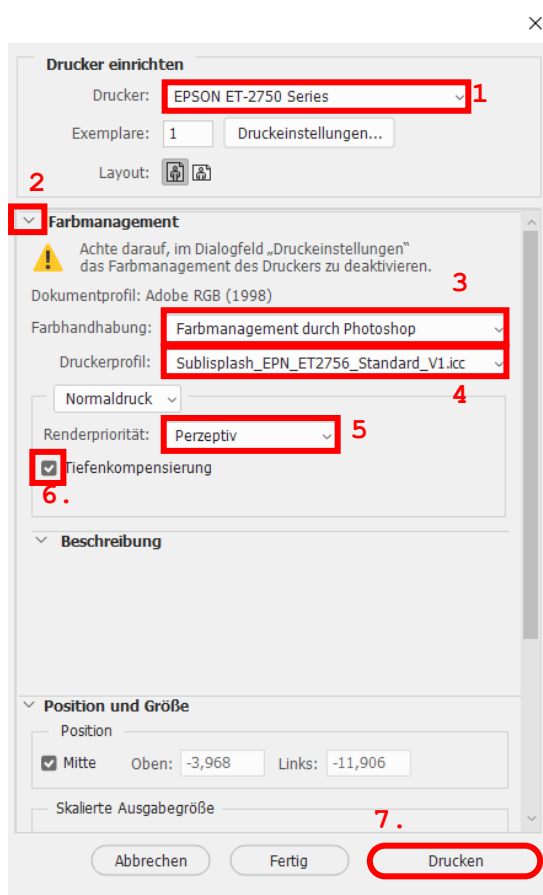 Drucker einrichten
Drucker: EPSON ET-2750 Series 1
Exemplare: 1 Druckeinstellungen...
Layout:
2
Farbmanagement
Achte darauf, im Dialogfeld „Druckeinstellungen"
das Farbmanagement des Druckers zu deaktivieren.
3
Dokumentprofil: Adobe RGB (1998)
Farbhandhabung: Farbmanagement durch Photoshop
Druckerprofil: Sublisplash_EPN_ET2756_Standard_V1.icc
4
Normaldruck
Renderpriorität: Perzeptiv 5
Tiefenkompensierung
6.
Beschreibung
Position und Größe
Position
Mitte Oben: -3,968 Links: -11,906
Skalierte Ausgabegröße
7.
Abbrechen Fertig Drucken